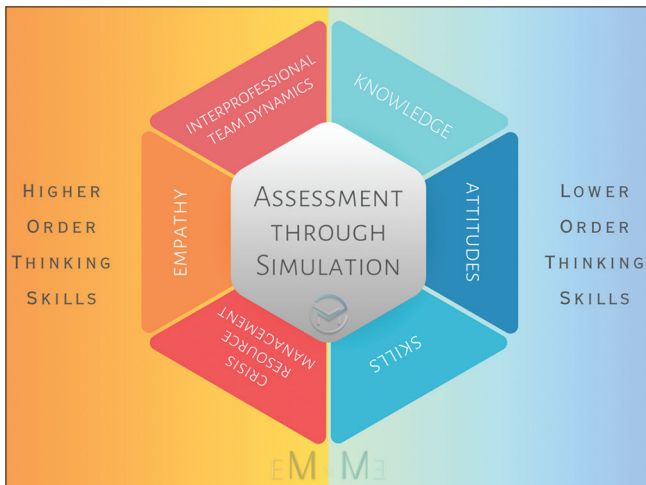 INTERPROFESSIONAL
TEAM DYNAMICS
KNOWLEDGE
HIGHER
ORDER
THINKING
SKILLS
EMPATHY
ASSESSMENT
THROUGH
SIMULATION
ATTITUDES
LOWER
ORDER
THINKING
SKILLS
CRISIS
RESOURCE
MANAGEMENT
SKILLS